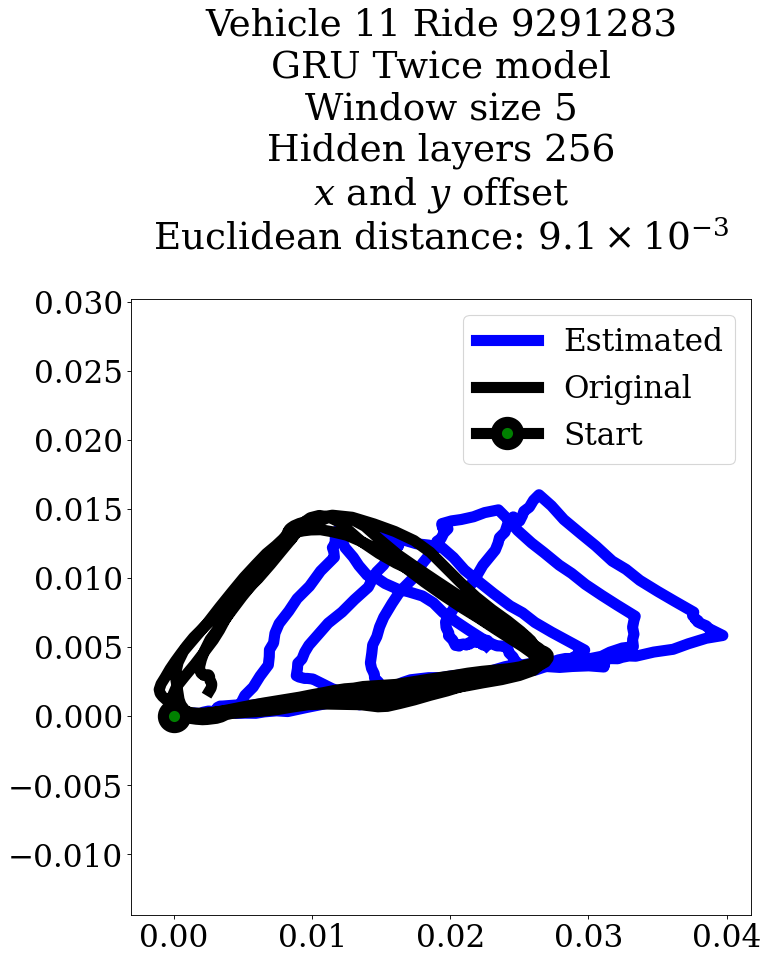 Vehicle 11 Ride 9291283
GRU Twice model
Window size 5
Hidden layers 256
x and y offset
Euclidean distance: 9.1 × 10⁻³
0.030
0.025
0.020
0.015
0.010
0.005
0.000
−0.005
−0.010
Estimated
Original
Start
0.00 0.01 0.02 0.03 0.04